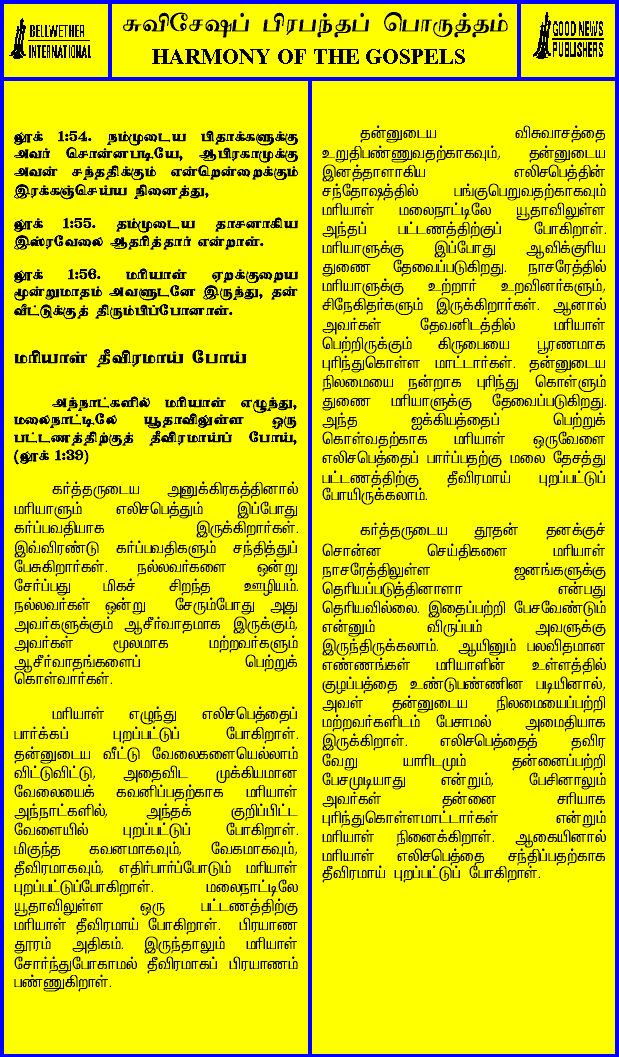 BELLWETHER
INTERNATIONAL
சுவிசேஷப் பிரபந்தப் பொருத்தம்
HARMONY OF THE GOSPELS
GOOD NEWS
PUBLISHERS
லூக் 1:54. நம்முடைய பிதாக்களுக்கு
அவர் சொன்னபடியே, ஆபிரகாமுக்கு
அவன் சந்ததிக்கும் என்றென்றைக்கும்
இரக்கஞ்செய்ய நினைத்து,
லூக் 1:55. தம்முடைய தாசனாகிய
இஸ்ரவேலை ஆதரித்தார் என்றாள்.
லூக் 1:56. மரியாள் ஏறக்குறைய
மூன்றுமாதம் அவளுடனே இருந்து, தன்
வீட்டுக்குத் திரும்பிப்போனாள்.
மரியாள் தீவிரமாய் போய்
அந்நாட்களில் மரியாள் எழுந்து,
மலைநாட்டிலே யூதாவிலுள்ள ஒரு
பட்டணத்திற்குத் தீவிரமாய்ப் போய்,
(லூக் 1:39)
கர்த்தருடைய அனுக்கிரகத்தினால்
மரியாளும் எலிசபெத்தும் இப்போது
கர்ப்பவதியாக இருக்கிறார்கள்.
இவ்விரண்டு கர்ப்பவதிகளும் சந்தித்துப்
பேசுகிறார்கள். நல்லவர்களை ஒன்று
சேர்ப்பது மிகச் சிறந்த ஊழியம்.
நல்லவர்கள் ஒன்று சேரும்போது அது
அவர்களுக்கும் ஆசீர்வாதமாக இருக்கும்,
அவர்கள் மூலமாக மற்றவர்களும்
ஆசீர்வாதங்களைப் பெற்றுக்
கொள்வார்கள்.
மரியாள் எழுந்து எலிசபெத்தைப்
பார்க்கப் புறப்பட்டுப் போகிறாள்.
தன்னுடைய வீட்டு வேலைகளையெல்லாம்
விட்டுவிட்டு, அதைவிட முக்கியமான
வேலையைக் கவனிப்பதற்காக மரியாள்
அந்நாட்களில், அந்தக் குறிப்பிட்ட
வேளையில் புறப்பட்டுப் போகிறாள்.
மிகுந்த கவனமாகவும், வேகமாகவும்,
தீவிரமாகவும், எதிர்பார்ப்போடும் மரியாள்
புறப்பட்டுப்போகிறாள். மலைநாட்டிலே
யூதாவிலுள்ள ஒரு பட்டணத்திற்கு
மரியாள் தீவிரமாய் போகிறாள். பிரயாண
தூரம் அதிகம். இருந்தாலும் மரியாள்
சோர்ந்துபோகாமல் தீவிரமாகப் பிரயாணம்
பண்ணுகிறாள்.
தன்னுடைய விசுவாசத்தை
உறுதிபண்ணுவதற்காகவும், தன்னுடைய
இனத்தாளாகிய எலிசபெத்தின்
சந்தோஷத்தில் பங்குபெறுவதற்காகவும்
மரியாள் மலைநாட்டிலே யூதாவிலுள்ள
அந்தப் பட்டணத்திற்குப் போகிறாள்.
மரியாளுக்கு இப்போது ஆவிக்குரிய
துணை தேவைப்படுகிறது. நாசரேத்தில்
மரியாளுக்கு உற்றார் உறவினர்களும்,
சிநேகிதர்களும் இருக்கிறார்கள். ஆனால்
அவர்கள் தேவனிடத்தில் மரியாள்
பெற்றிருக்கும் கிருபையை பூரணமாக
புரிந்துகொள்ள மாட்டார்கள். தன்னுடைய
நிலமையை நன்றாக புரிந்து கொள்ளும்
துணை மரியாளுக்கு தேவைப்படுகிறது.
அந்த ஐக்கியத்தைப் பெற்றுக்
கொள்வதற்காக மரியாள் ஒருவேளை
எலிசபெத்தைப் பார்ப்பதற்கு மலை தேசத்து
பட்டணத்திற்கு தீவிரமாய் புறப்பட்டுப்
போயிருக்கலாம்.
கர்த்தருடைய தூதன் தனக்குச்
சொன்ன செய்திகளை மரியாள்
நாசரேத்திலுள்ள ஜனங்களுக்கு
தெரியப்படுத்தினாளா என்பது
தெரியவில்லை. இதைப்பற்றி பேசவேண்டும்
என்னும் விருப்பம் அவளுக்கு
இருந்திருக்கலாம். ஆயினும் பலவிதமான
எண்ணங்கள் மரியாளின் உள்ளத்தில்
குழப்பத்தை உண்டுபண்ணின படியினால்,
அவள் தன்னுடைய நிலமையைப்பற்றி
மற்றவர்களிடம் பேசாமல் அமைதியாக
இருக்கிறாள். எலிசபெத்தைத் தவிர
வேறு யாரிடமும் தன்னைப்பற்றி
பேசமுடியாது என்றும், பேசினாலும்
அவர்கள் தன்னை சரியாக
புரிந்துகொள்ளமாட்டார்கள் என்றும்
மரியாள் நினைக்கிறாள். ஆகையினால்
மரியாள் எலிசபெத்தை சந்திப்பதற்காக
தீவிரமாய் புறப்பட்டுப் போகிறாள்.